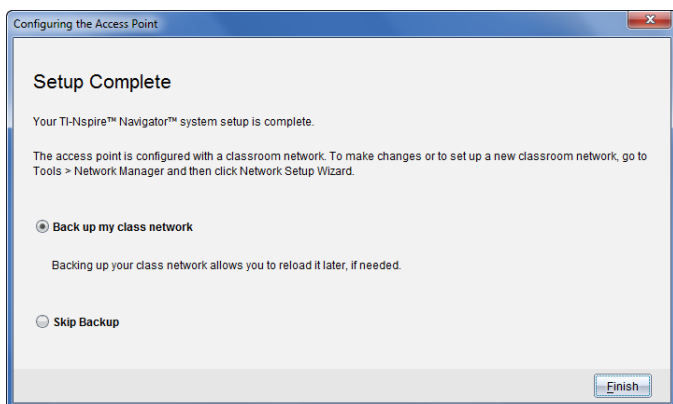 Configuring the Access Point
Setup Complete
Your TI-Nspire™ Navigator™ system setup is complete.
The access point is configured with a classroom network. To make changes or to set up a new classroom network, go to
Tools > Network Manager and then click Network Setup Wizard.
Back up my class network
Backing up your class network allows you to reload it later, if needed.
Skip Backup
Finish